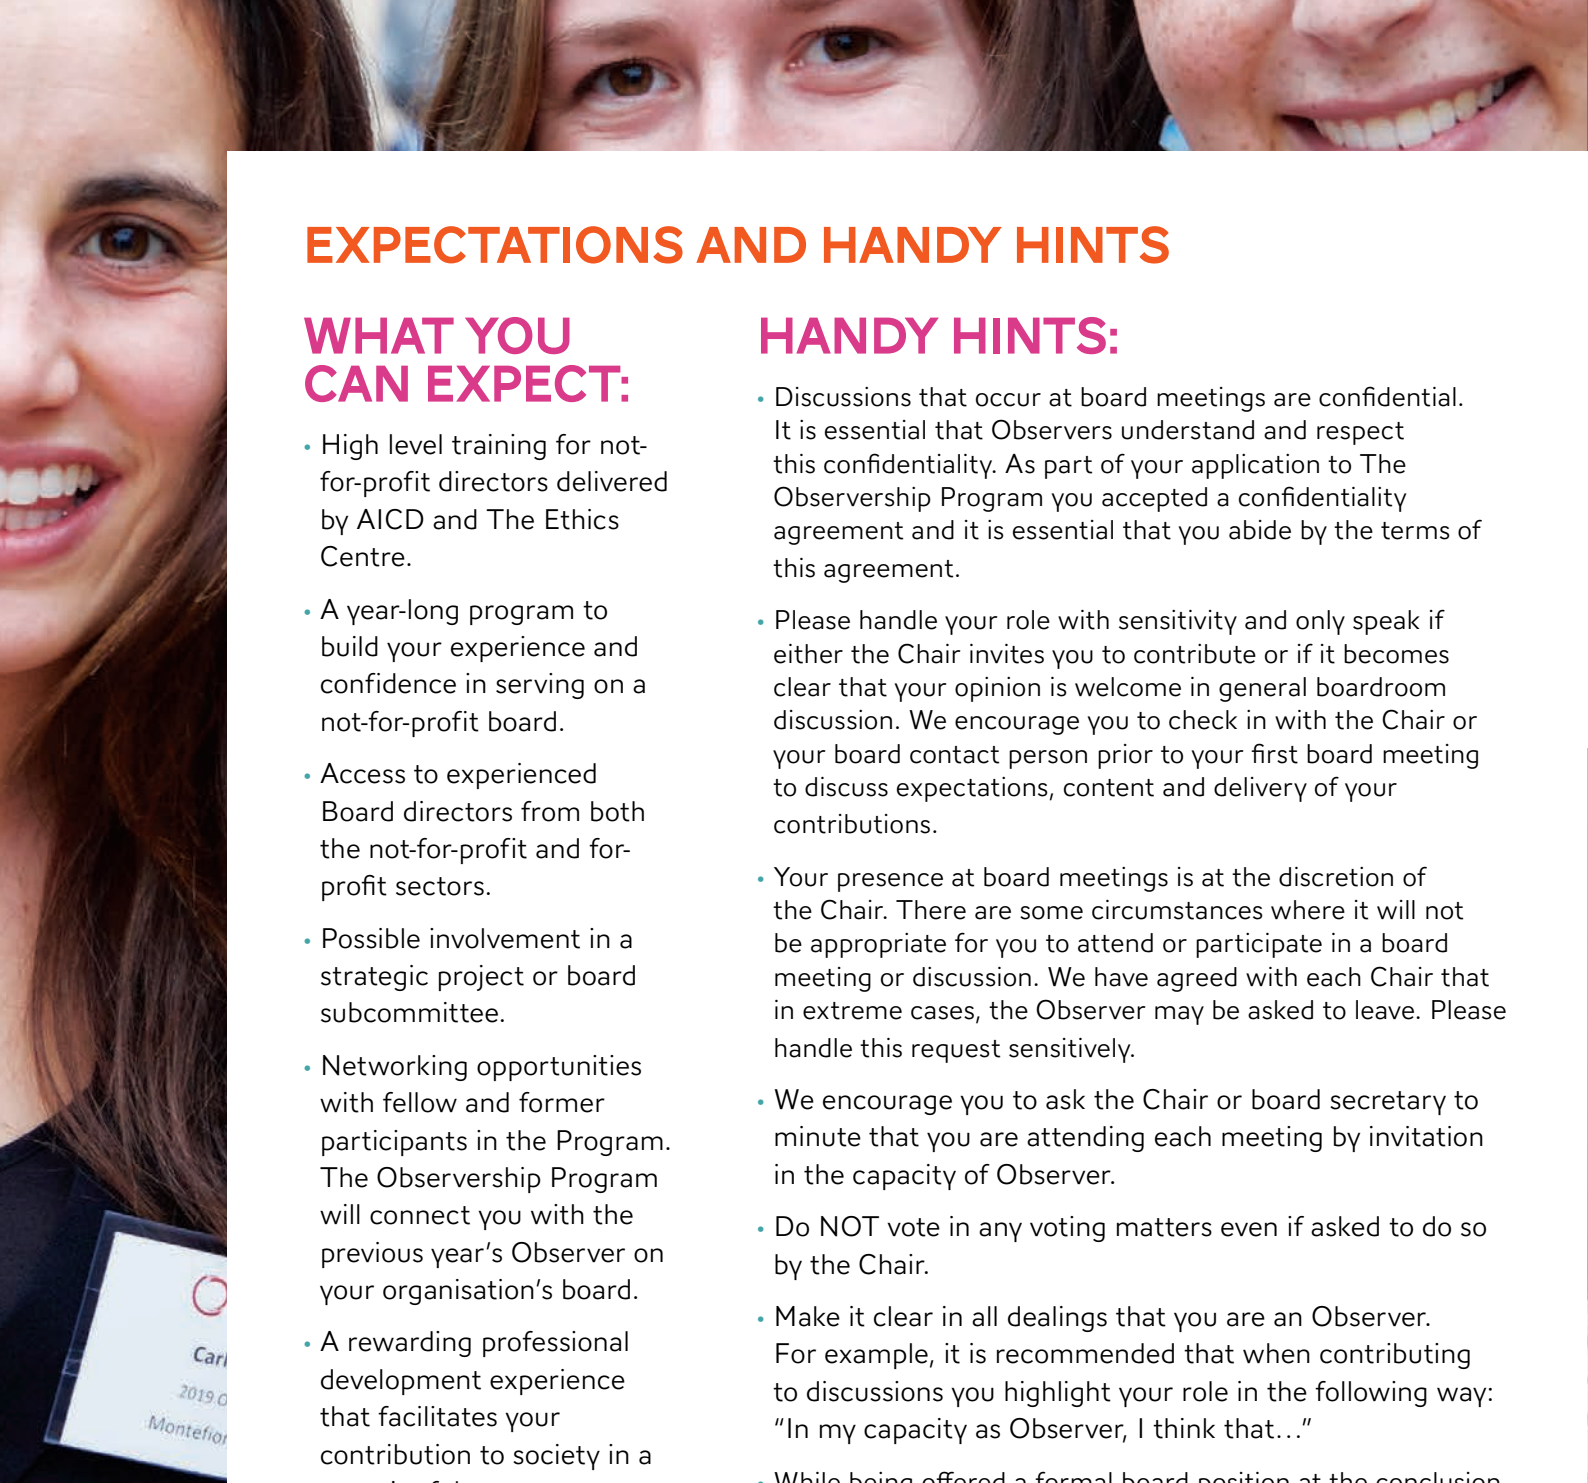 EXPECTATIONS AND HANDY HINTS
WHAT YOU
CAN EXPECT:
• High level training for not-
for-profit directors delivered
by AICD and The Ethics
Centre.
• A year-long program to
build your experience and
confidence in serving on a
not-for-profit board.
• Access to experienced
Board directors from both
the not-for-profit and for-
profit sectors.
• Possible involvement in a
strategic project or board
subcommittee.
• Networking opportunities
with fellow and former
participants in the Program.
The Observership Program
will connect you with the
previous year’s Observer on
your organisation’s board.
• A rewarding professional
development experience
that facilitates your
contribution to society in a
HANDY HINTS:
• Discussions that occur at board meetings are confidential.
It is essential that Observers understand and respect
this confidentiality. As part of your application to The
Observership Program you accepted a confidentiality
agreement and it is essential that you abide by the terms of
this agreement.
• Please handle your role with sensitivity and only speak if
either the Chair invites you to contribute or if it becomes
clear that your opinion is welcome in general boardroom
discussion. We encourage you to check in with the Chair or
your board contact person prior to your first board meeting
to discuss expectations, content and delivery of your
contributions.
• Your presence at board meetings is at the discretion of
the Chair. There are some circumstances where it will not
be appropriate for you to attend or participate in a board
meeting or discussion. We have agreed with each Chair that
in extreme cases, the Observer may be asked to leave. Please
handle this request sensitively.
• We encourage you to ask the Chair or board secretary to
minute that you are attending each meeting by invitation
in the capacity of Observer.
• Do NOT vote in any voting matters even if asked to do so
by the Chair.
• Make it clear in all dealings that you are an Observer.
For example, it is recommended that when contributing
to discussions you highlight your role in the following way:
“In my capacity as Observer, I think that…”
• While being offered a formal board position at the conclusion
2019